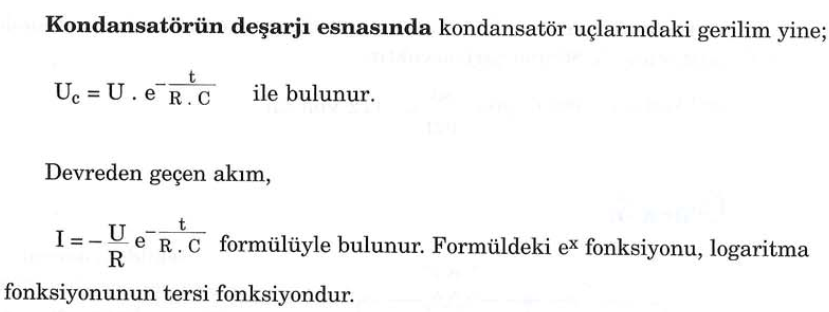 Kondansatörün deşarjı esnasında kondansatör uçlarındaki gerilim yine;
U_c = U . e^{-\frac{t}{R . C}} ile bulunur.
Devreden geçen akım,
I = - \frac{U}{R} e^{-\frac{t}{R . C}} formülüyle bulunur. Formüldeki e^x fonksiyonu, logaritma
fonksiyonunun tersi fonksiyondur.